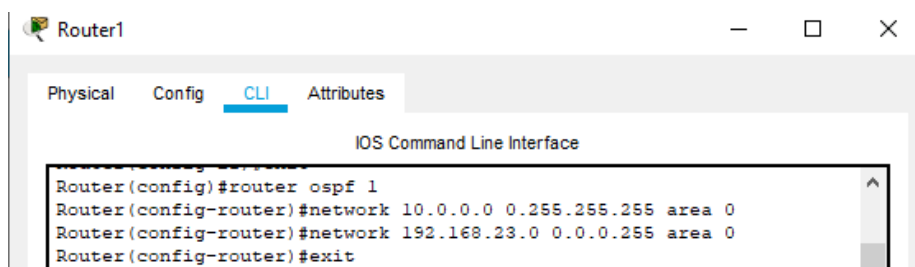 Router1
Physical Config CLI Attributes
IOS Command Line Interface
Router(config)#router ospf 1
Router(config-router)#network 10.0.0.0 0.255.255.255 area 0
Router(config-router)#network 192.168.23.0 0.0.0.255 area 0
Router(config-router)#exit